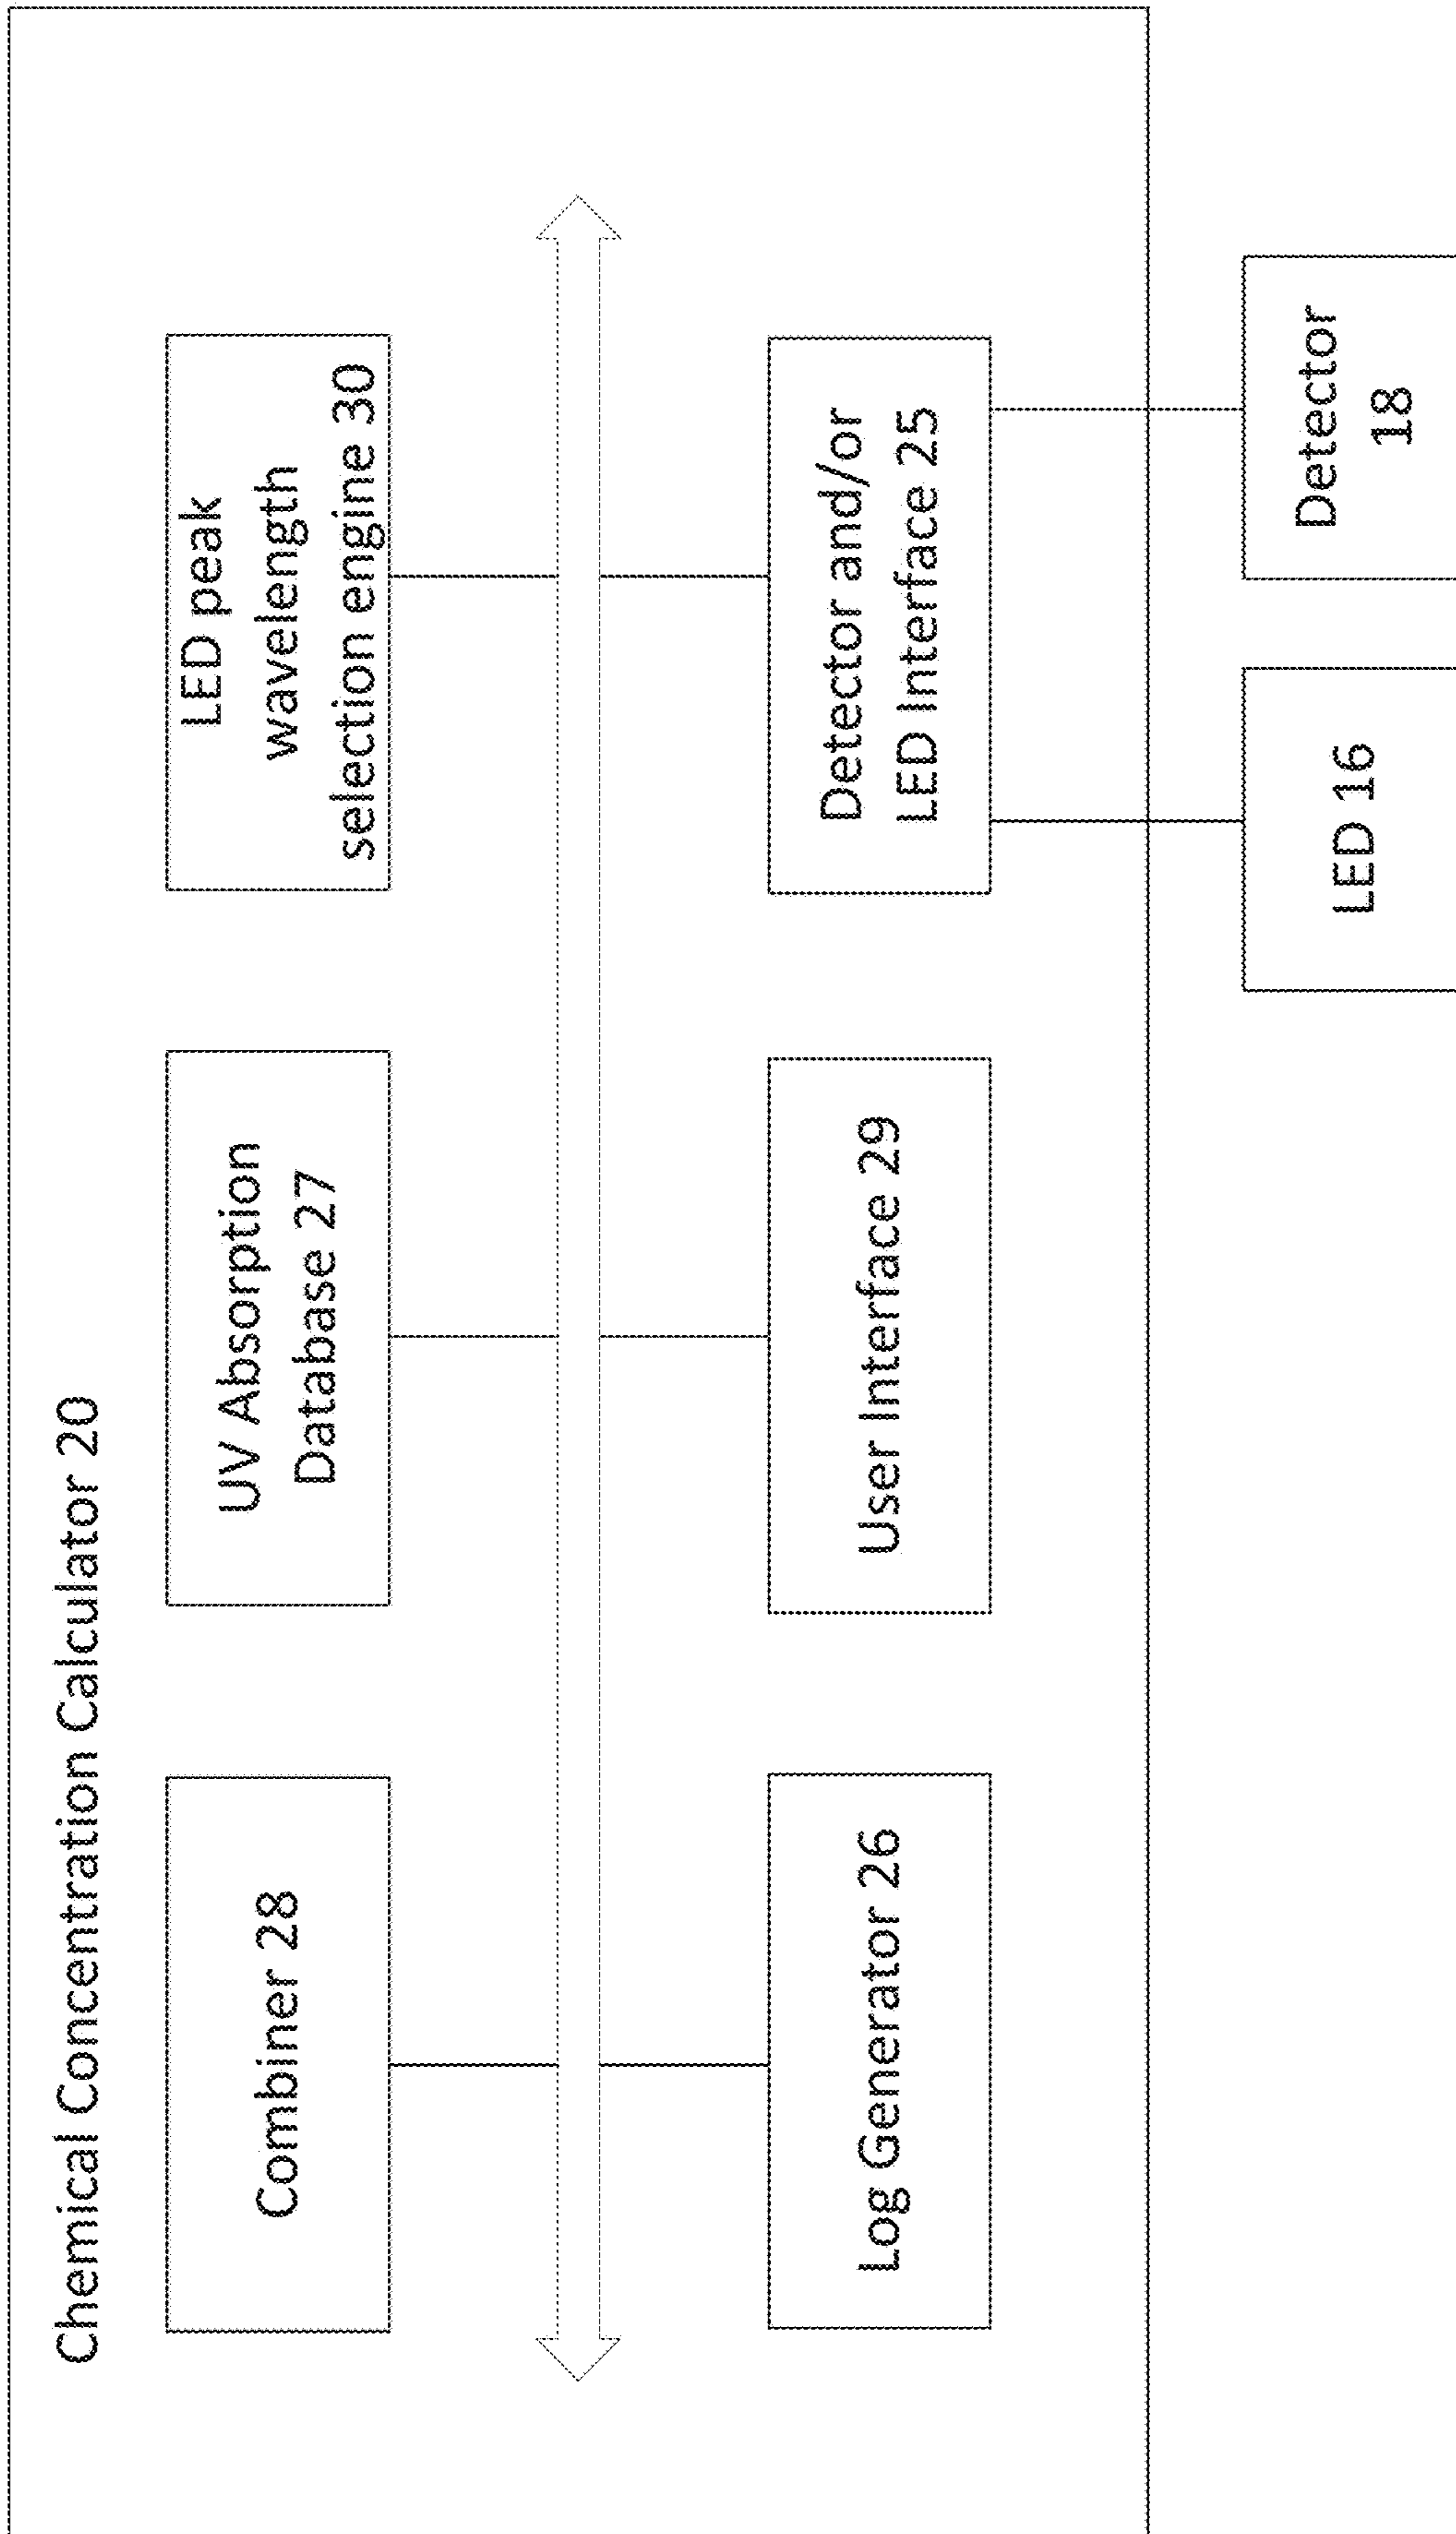 Chemical Concentration Calculator 20
Combiner 28
UV Absorption
Database 27
LED peak
wavelength
selection engine 30
Log Generator 26
User Interface 29
Detector and/or
LED Interface 25
LED 16
Detector
18